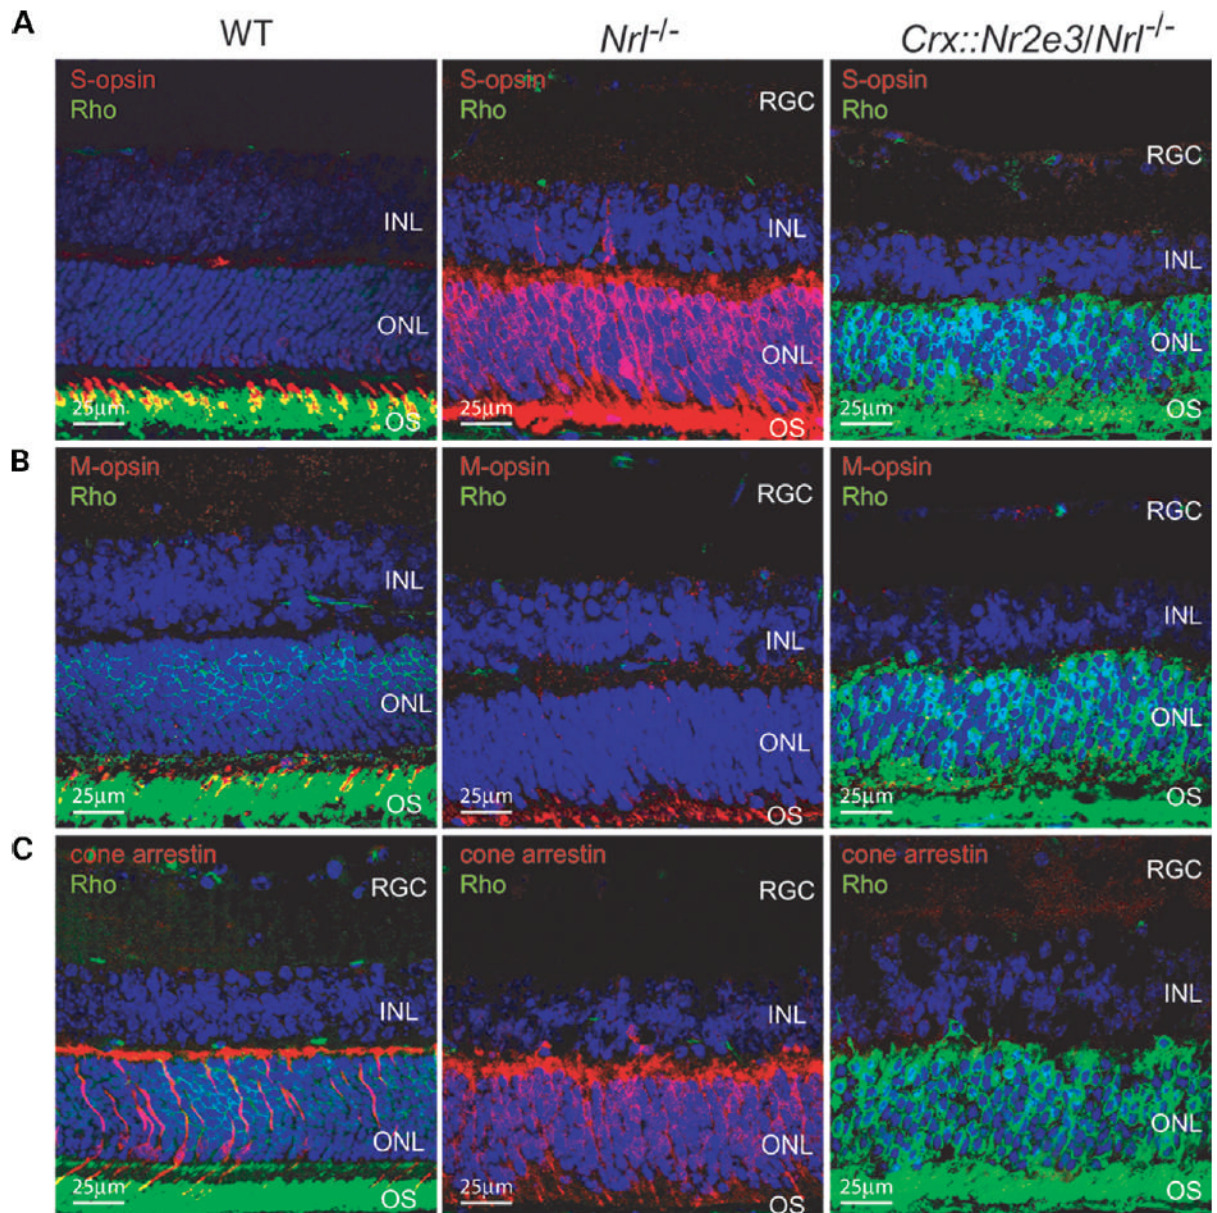 A WT Nrl-/- Crx::Nr2e3/Nrl-/-
S-opsin
Rho
INL
ONL
OS
25µm
S-opsin
Rho
RGC
INL
ONL
OS
25µm
S-opsin
Rho
RGC
INL
ONL
OS
25µm
B
M-opsin
Rho
INL
ONL
OS
25µm
M-opsin
Rho
RGC
INL
ONL
OS
25µm
M-opsin
Rho
RGC
INL
ONL
OS
25µm
C
cone arrestin
Rho
RGC
INL
ONL
OS
25µm
cone arrestin
Rho
RGC
INL
ONL
OS
25µm
cone arrestin
Rho
RGC
INL
ONL
OS
25µm